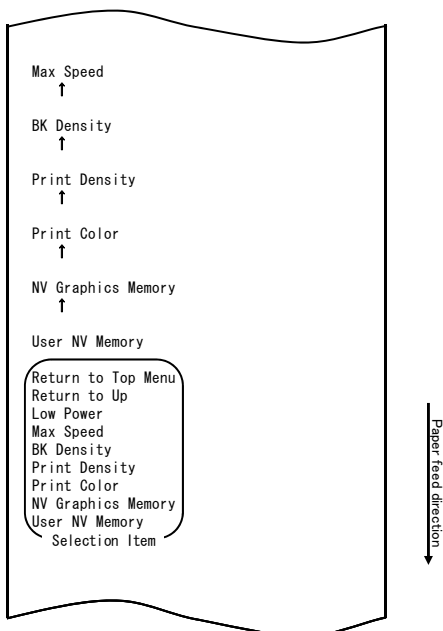 Max Speed
↑
BK Density
↑
Print Density
↑
Print Color
↑
NV Graphics Memory
↑
User NV Memory
Return to Top Menu
Return to Up
Low Power
Max Speed
BK Density
Print Density
Print Color
NV Graphics Memory
User NV Memory
Selection Item
Paper feed direction